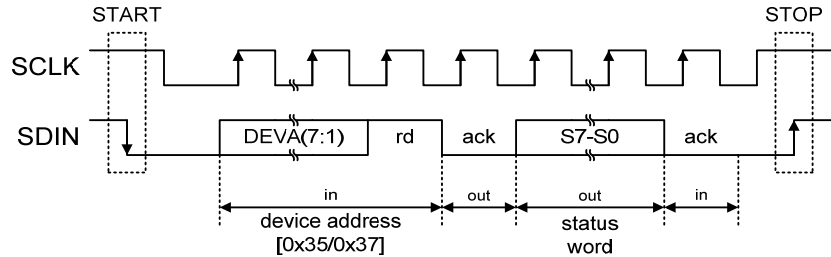 START
STOP
SCLK
SDIN
DEVA(7:1)
rd
ack
S7-S0
ack
in
out
out
in
device address
[0x35/0x37]
status
word